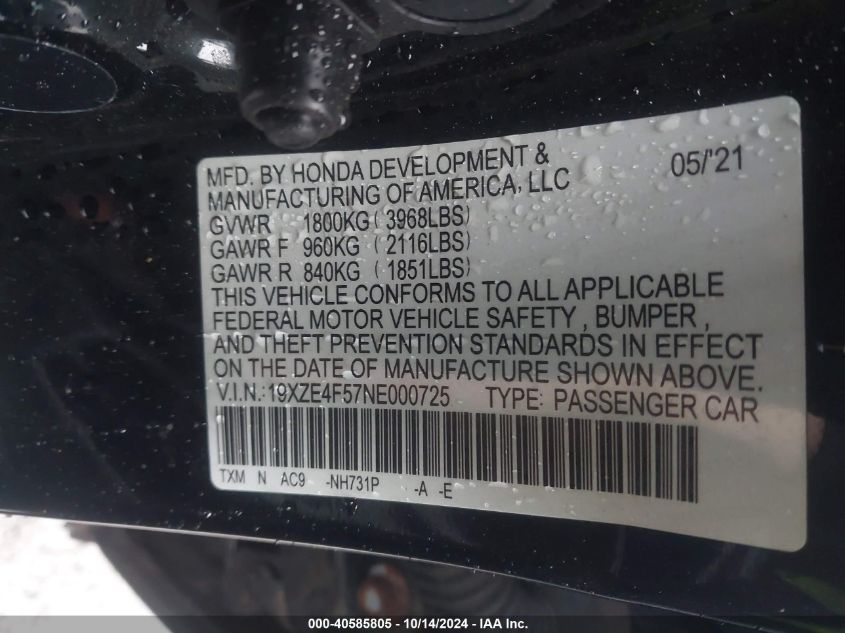 MFD. BY HONDA DEVELOPMENT &
MANUFACTURING OF AMERICA, LLC 05/'21
GVWR 1800KG ( 3968LBS)
GAWR F 960KG ( 2116LBS)
GAWR R 840KG ( 1851LBS)
THIS VEHICLE CONFORMS TO ALL APPLICABLE
FEDERAL MOTOR VEHICLE SAFETY , BUMPER ,
AND THEFT PREVENTION STANDARDS IN EFFECT
ON THE DATE OF MANUFACTURE SHOWN ABOVE.
V.I.N.:19XZE4F57NE000725 TYPE: PASSENGER CAR
TXM N AC9 -NH731P -A -E
000-40585805 - 10/14/2024 - IAA Inc.